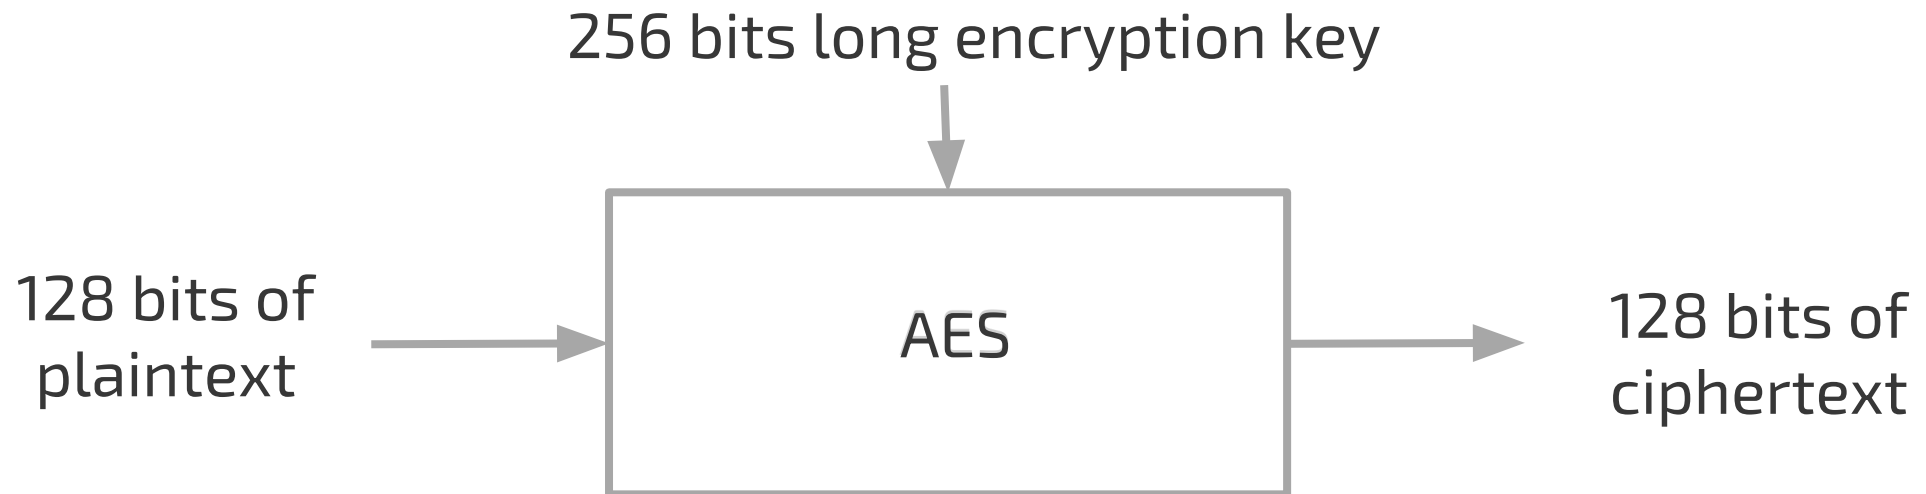 256 bits long encryption key
128 bits of
plaintext
AES
128 bits of
ciphertext